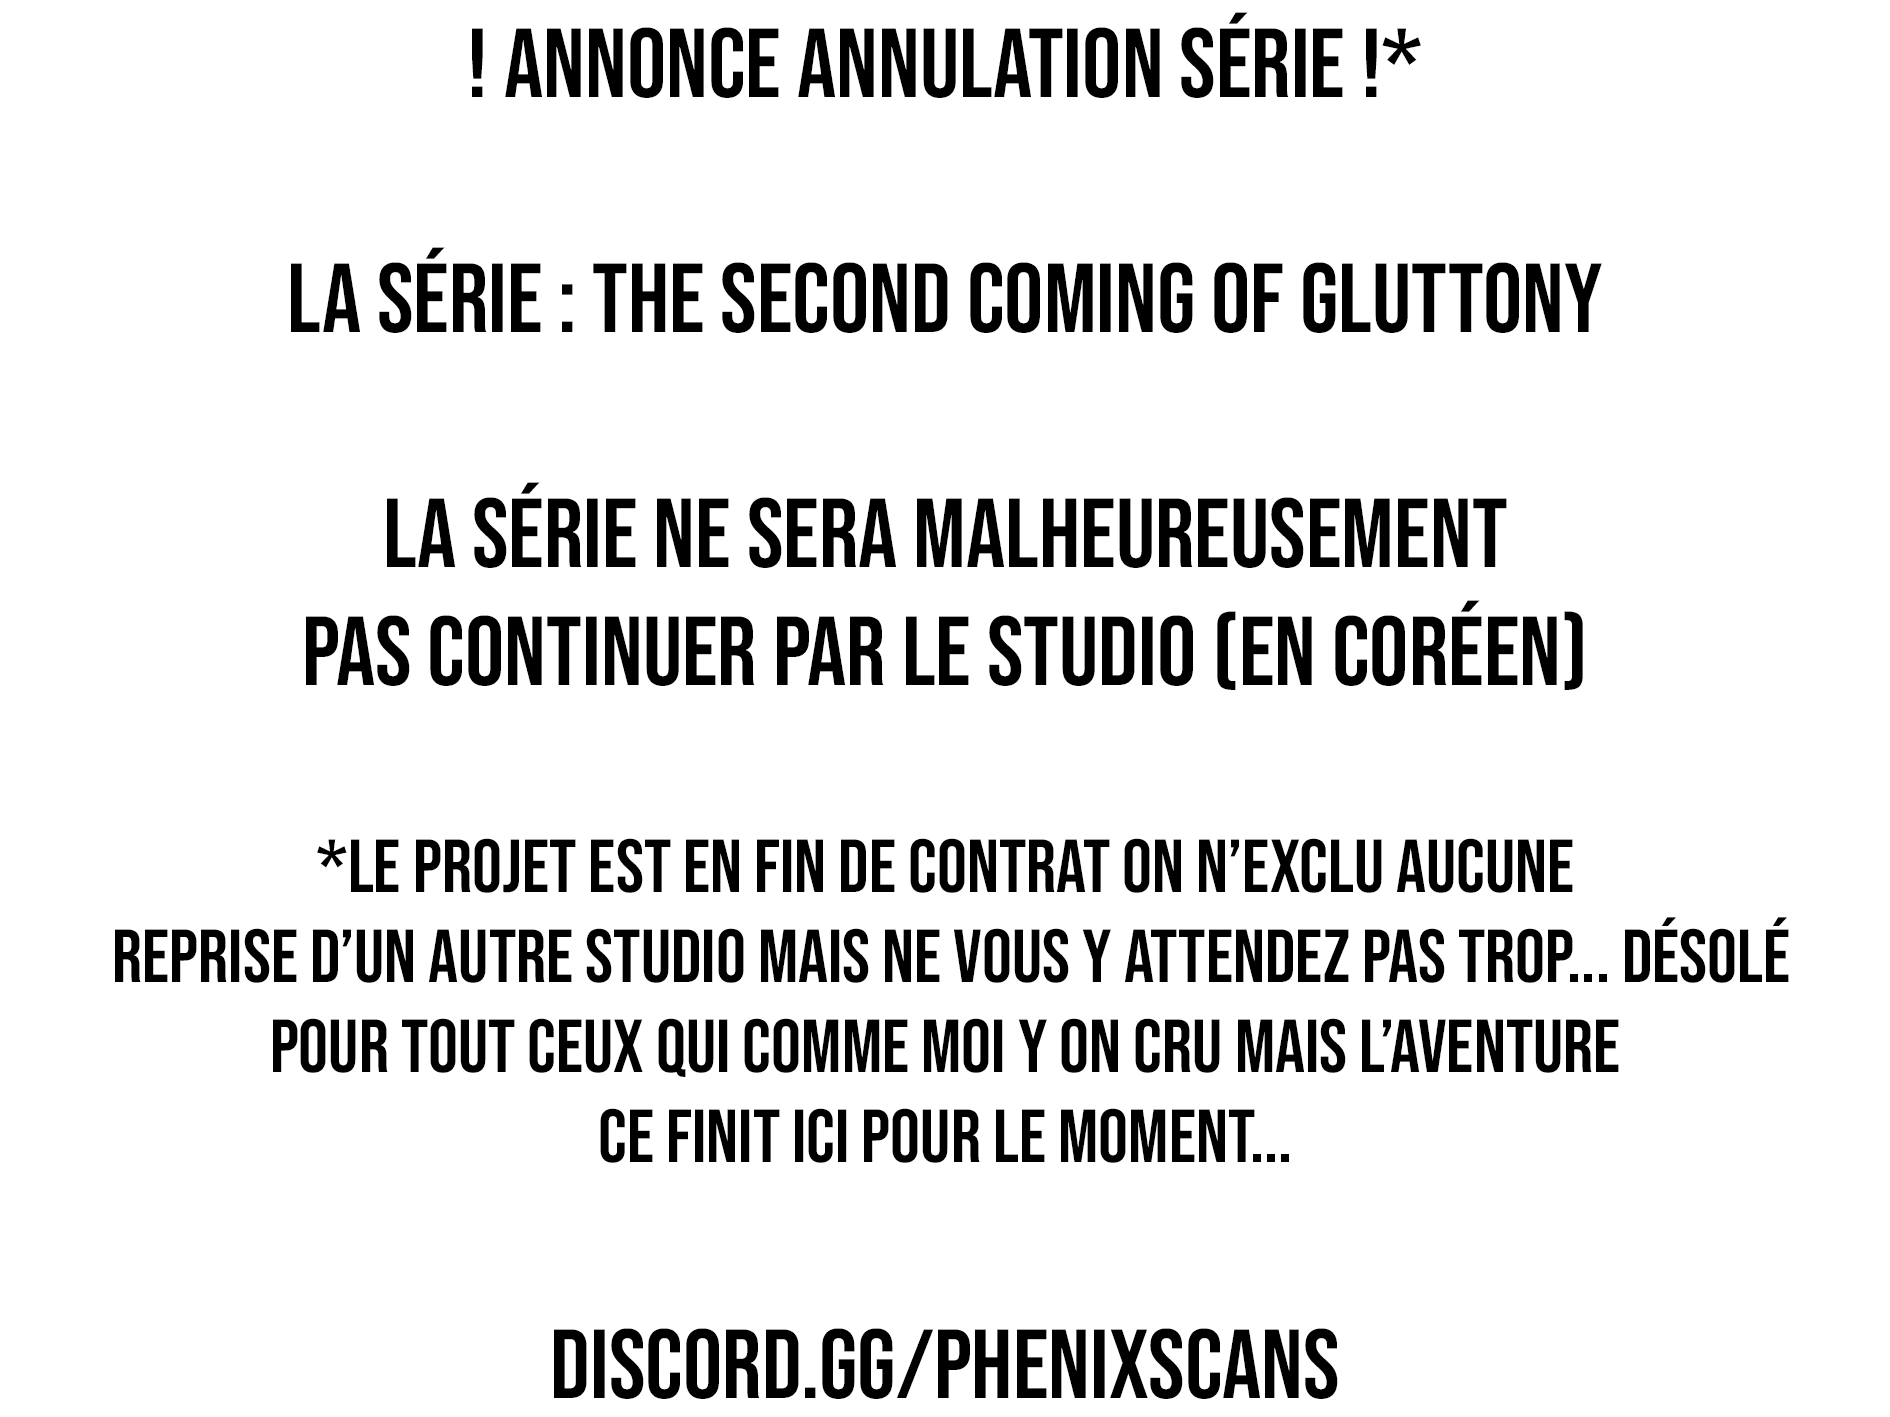 ! ANNONCE ANNULATION SÉRIE !*
LA SÉRIE : THE SECOND COMING OF GLUTTONY
LA SÉRIE NE SERA MALHEUREUSEMENT
PAS CONTINUER PAR LE STUDIO (EN CORÉEN)
*LE PROJET EST EN FIN DE CONTRAT ON N’EXCLU AUCUNE
REPRISE D’UN AUTRE STUDIO MAIS NE VOUS Y ATTENDEZ PAS TROP... DÉSOLÉ
POUR TOUT CEUX QUI COMME MOI Y ON CRU MAIS L’AVENTURE
CE FINIT ICI POUR LE MOMENT...
DISCORD.GG/PHENIXSCANS